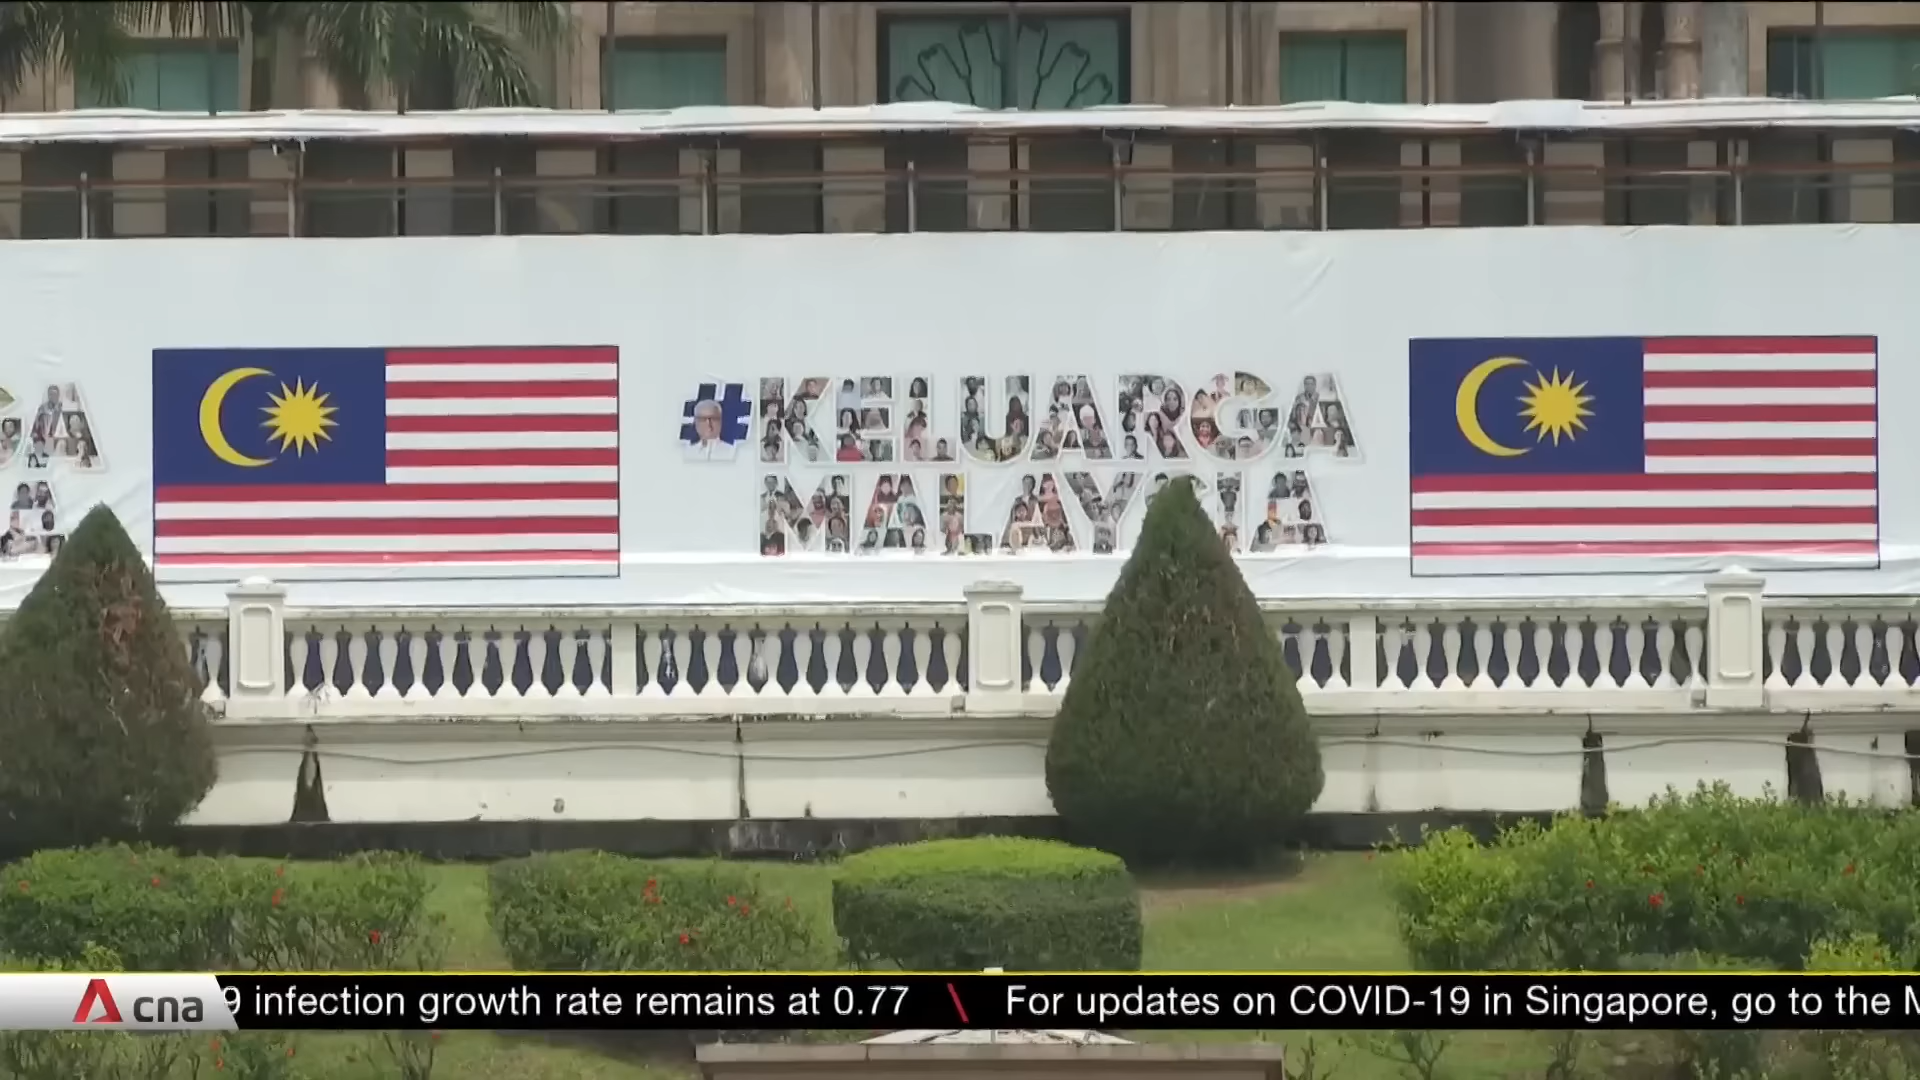 #KELUARGA
MALAYSIA
GA
A
cna
9 infection growth rate remains at 0.77 \ For updates on COVID-19 in Singapore, go to the M